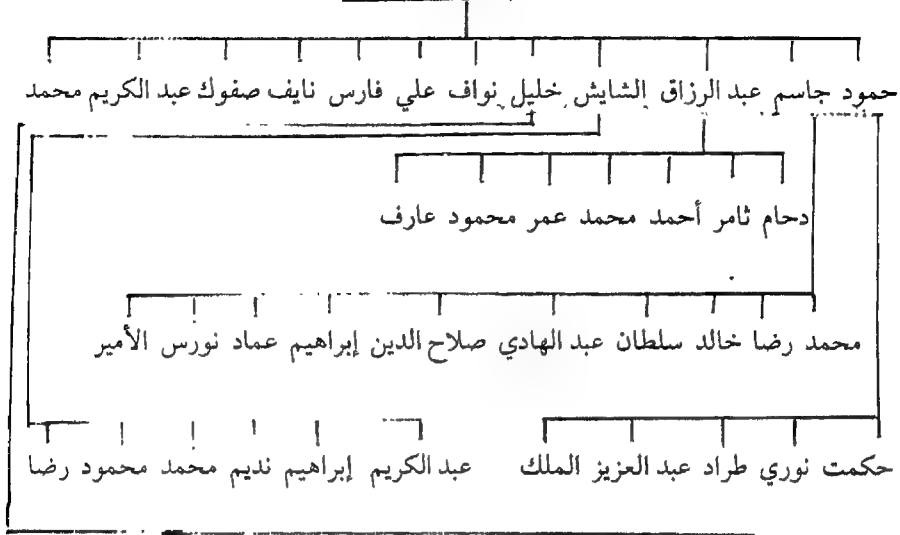 حمود جاسم عبد الرزاق الشايش خليل نواف علي فارس نايف صفوك عبد الكريم محمد
دحام ثامر أحمد محمد عمر محمود عارف
محمد رضا خالد سلطان عبد الهادي صلاح الدين إبراهيم عماد نورس الأمير
حكمت نوري طراد عبد العزيز الملك
عبد الكريم إبراهيم نديم محمد محمود رضا